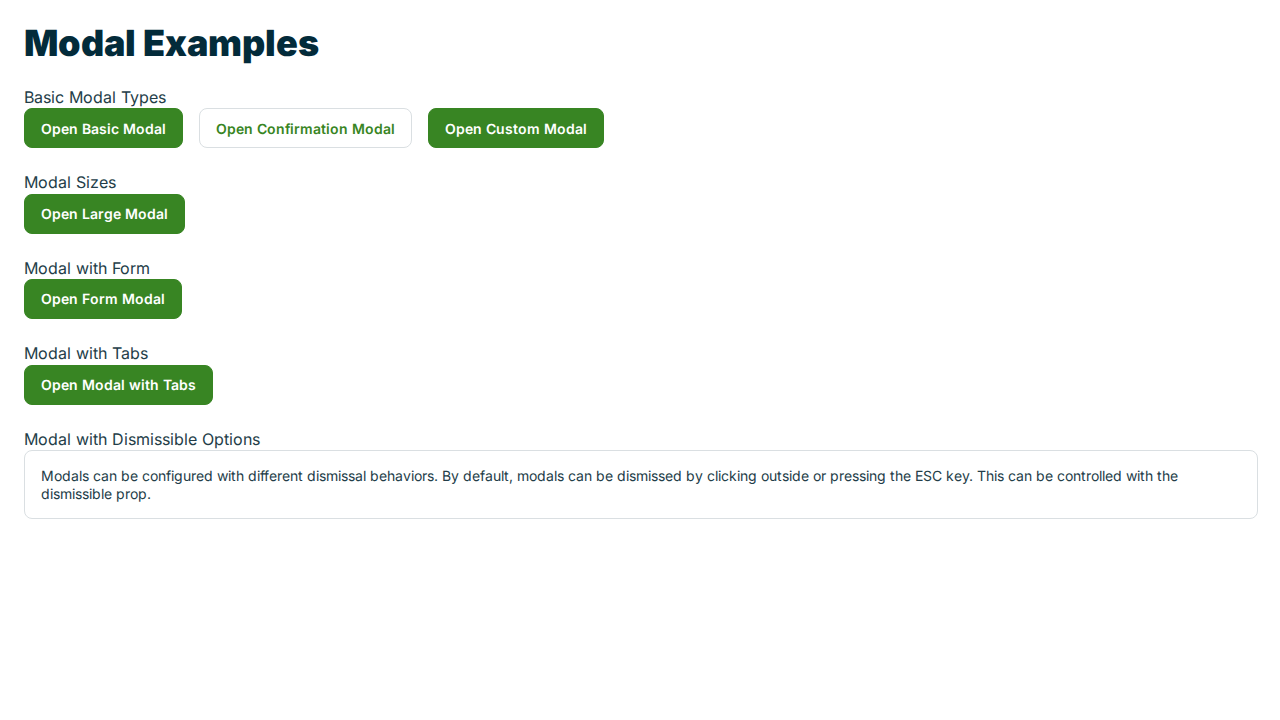 Modal Examples
Basic Modal Types
Open Basic Modal
Open Confirmation Modal
Open Custom Modal
Modal Sizes
Open Large Modal
Modal with Form
Open Form Modal
Modal with Tabs
Open Modal with Tabs
Modal with Dismissible Options
Modals can be configured with different dismissal behaviors. By default, modals can be dismissed by clicking outside or pressing the ESC key. This can be controlled with the
dismissible prop.